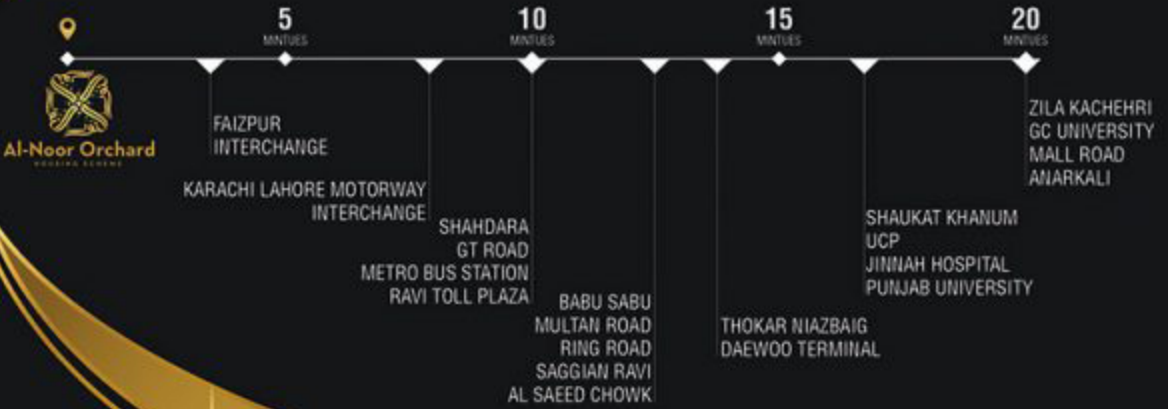 5
MINTUES
10
MINTUES
15
MINTUES
20
MINTUES
Al-Noor Orchard
HOUSING SCHEME
FAIZPUR
INTERCHANGE
KARACHI LAHORE MOTORWAY
INTERCHANGE
SHAHDARA
GT ROAD
METRO BUS STATION
RAVI TOLL PLAZA
BABU SABU
MULTAN ROAD
RING ROAD
SAGGIAN RAVI
AL SAEED CHOWK
THOKAR NIAZBAIG
DAEWOO TERMINAL
SHAUKAT KHANUM
UCP
JINNAH HOSPITAL
PUNJAB UNIVERSITY
ZILA KACHEHRI
GC UNIVERSITY
MALL ROAD
ANARKALI